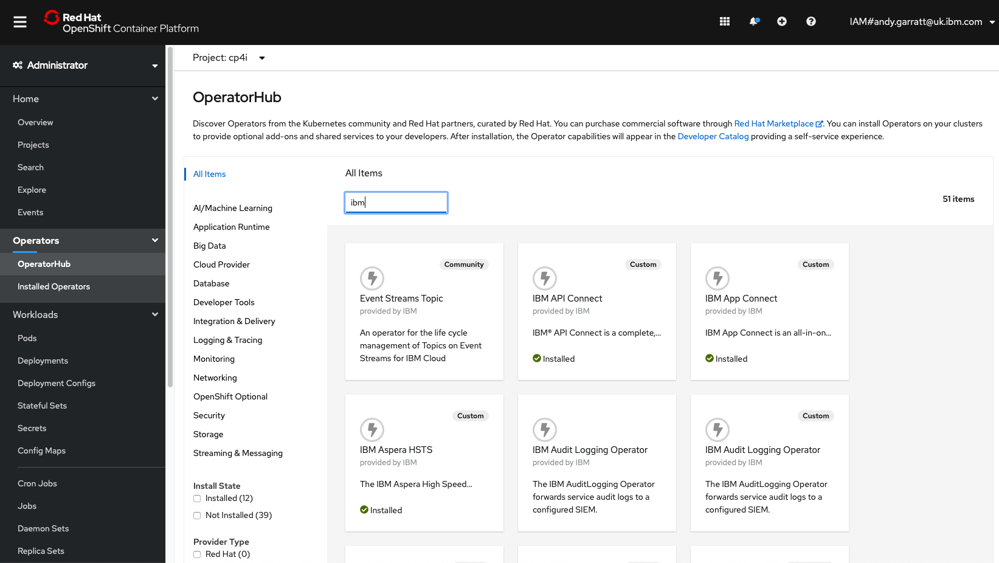 Red Hat
OpenShift Container Platform
IAM#andy.garratt@uk.ibm.com
Administrator
Home
Overview
Projects
Search
Explore
Events
Operators
OperatorHub
Installed Operators
Workloads
Pods
Deployments
Deployment Configs
Stateful Sets
Secrets
Config Maps
Cron Jobs
Jobs
Daemon Sets
Replica Sets
Project: cp4i
OperatorHub
Discover Operators from the Kubernetes community and Red Hat partners, curated by Red Hat. You can purchase commercial software through Red Hat Marketplace. You can install Operators on your clusters
to provide optional add-ons and shared services to your developers. After installation, the Operator capabilities will appear in the Developer Catalog providing a self-service experience.
All Items
AI/Machine Learning
Application Runtime
Big Data
Cloud Provider
Database
Developer Tools
Integration & Delivery
Logging & Tracing
Monitoring
Networking
OpenShift Optional
Security
Storage
Streaming & Messaging
Install State
Installed (12)
Not Installed (39)
Provider Type
Red Hat (0)
All Items
ibm
51 items
Community
Event Streams Topic
provided by IBM
An operator for the life cycle
management of Topics on Event
Streams for IBM Cloud
Custom
IBM API Connect
provided by IBM
IBM® API Connect is a complete,...
Installed
Custom
IBM App Connect
provided by IBM
IBM App Connect is an all-in-on...
Installed
Custom
IBM Aspera HSTS
provided by IBM
The IBM Aspera High Speed...
Installed
IBM Audit Logging Operator
provided by IBM
The IBM AuditLogging Operator
forwards service audit logs to a
configured SIEM.
Custom
IBM Audit Logging Operator
provided by IBM
The IBM AuditLogging Operator
forwards service audit logs to a
configured SIEM.